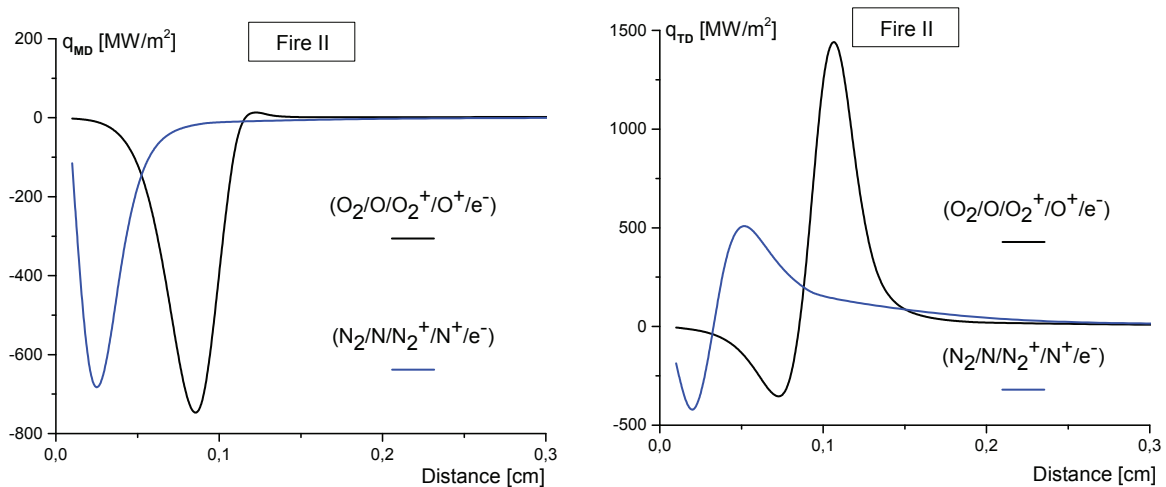 q_MD [MW/m²]
Fire II
200
0
-200
-400
-600
-800
(O₂/O/O₂⁺/O⁺/e⁻)
(N₂/N/N₂⁺/N⁺/e⁻)
0,0 0,1 0,2 0,3
Distance [cm]
q_TD [MW/m²]
Fire II
1500
1000
500
0
-500
(O₂/O/O₂⁺/O⁺/e⁻)
(N₂/N/N₂⁺/N⁺/e⁻)
0,0 0,1 0,2 0,3
Distance [cm]